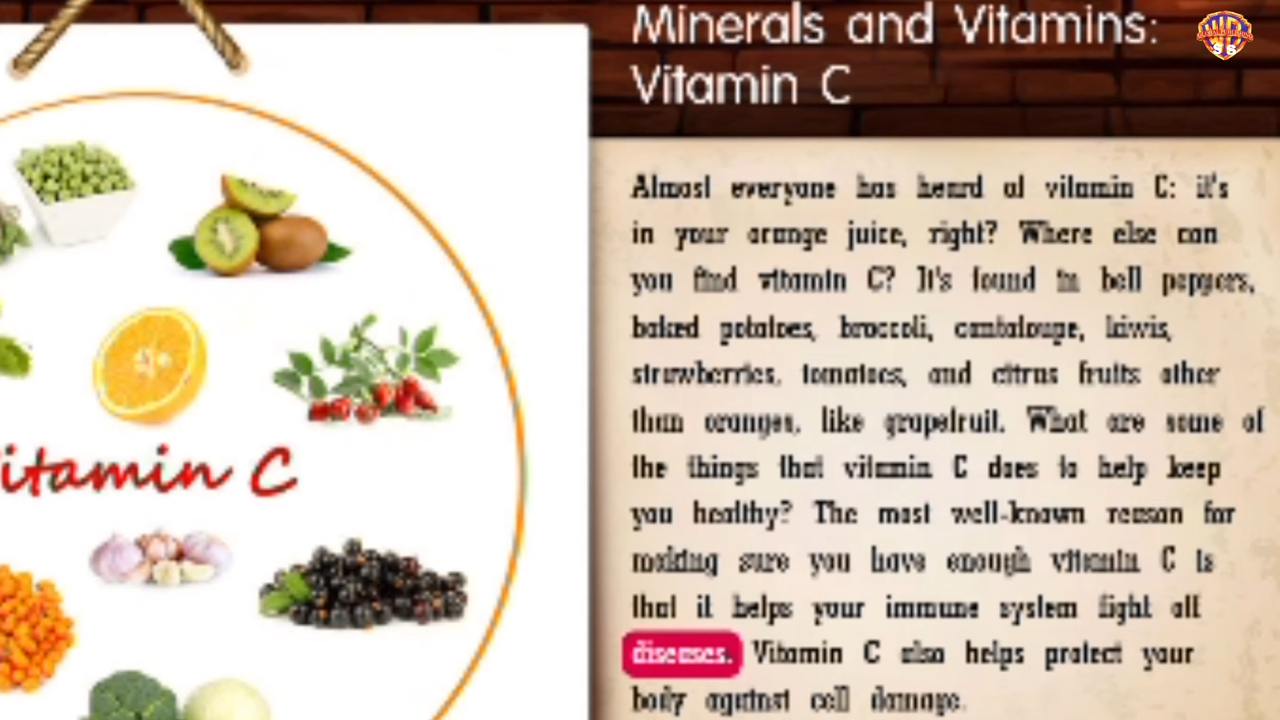 Minerals and Vitamins:
Vitamin C
itamin C
Almost everyone has heard of vitamin C: it's
in your orange juice, right? Where else can
you find vitamin C? It's found in bell peppers,
baked potatoes, broccoli, cantaloupe, kiwis,
strawberries, tomatoes, and citrus fruits other
than oranges, like grapefruit. What are some of
the things that vitamin C does to help keep
you healthy? The most well-known reason for
making sure you have enough vitamin C is
that it helps your immune system fight off
diseases. Vitamin C also helps protect your
body against cell damage.